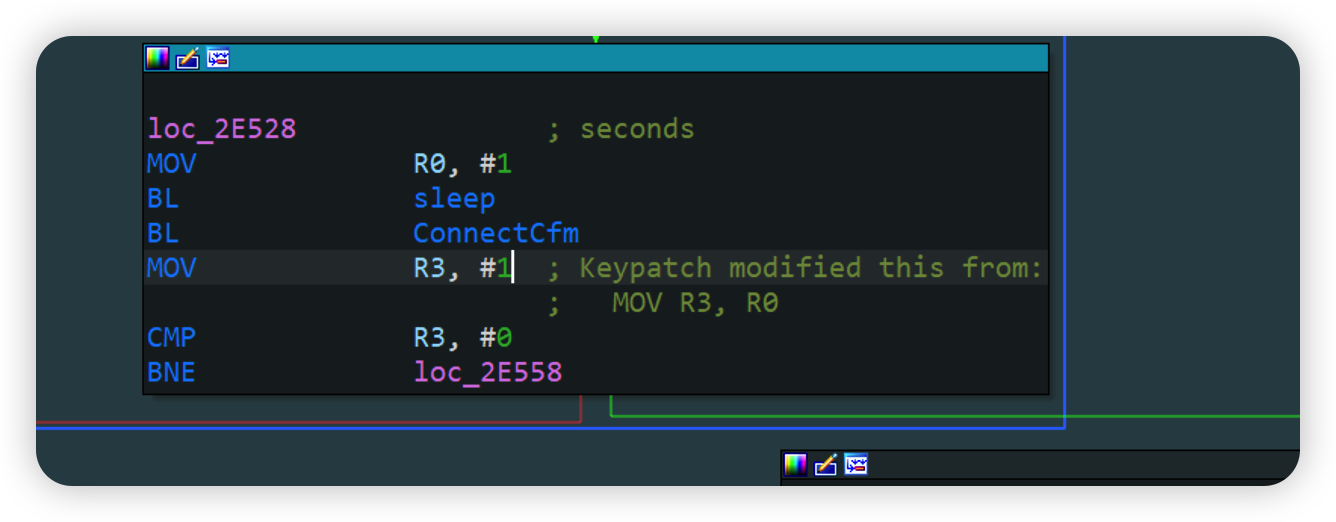 loc_2E528 ; seconds
MOV R0, #1
BL sleep
BL ConnectCfm
MOV R3, #1 ; Keypatch modified this from:
;   MOV R3, R0
CMP R3, #0
BNE loc_2E558